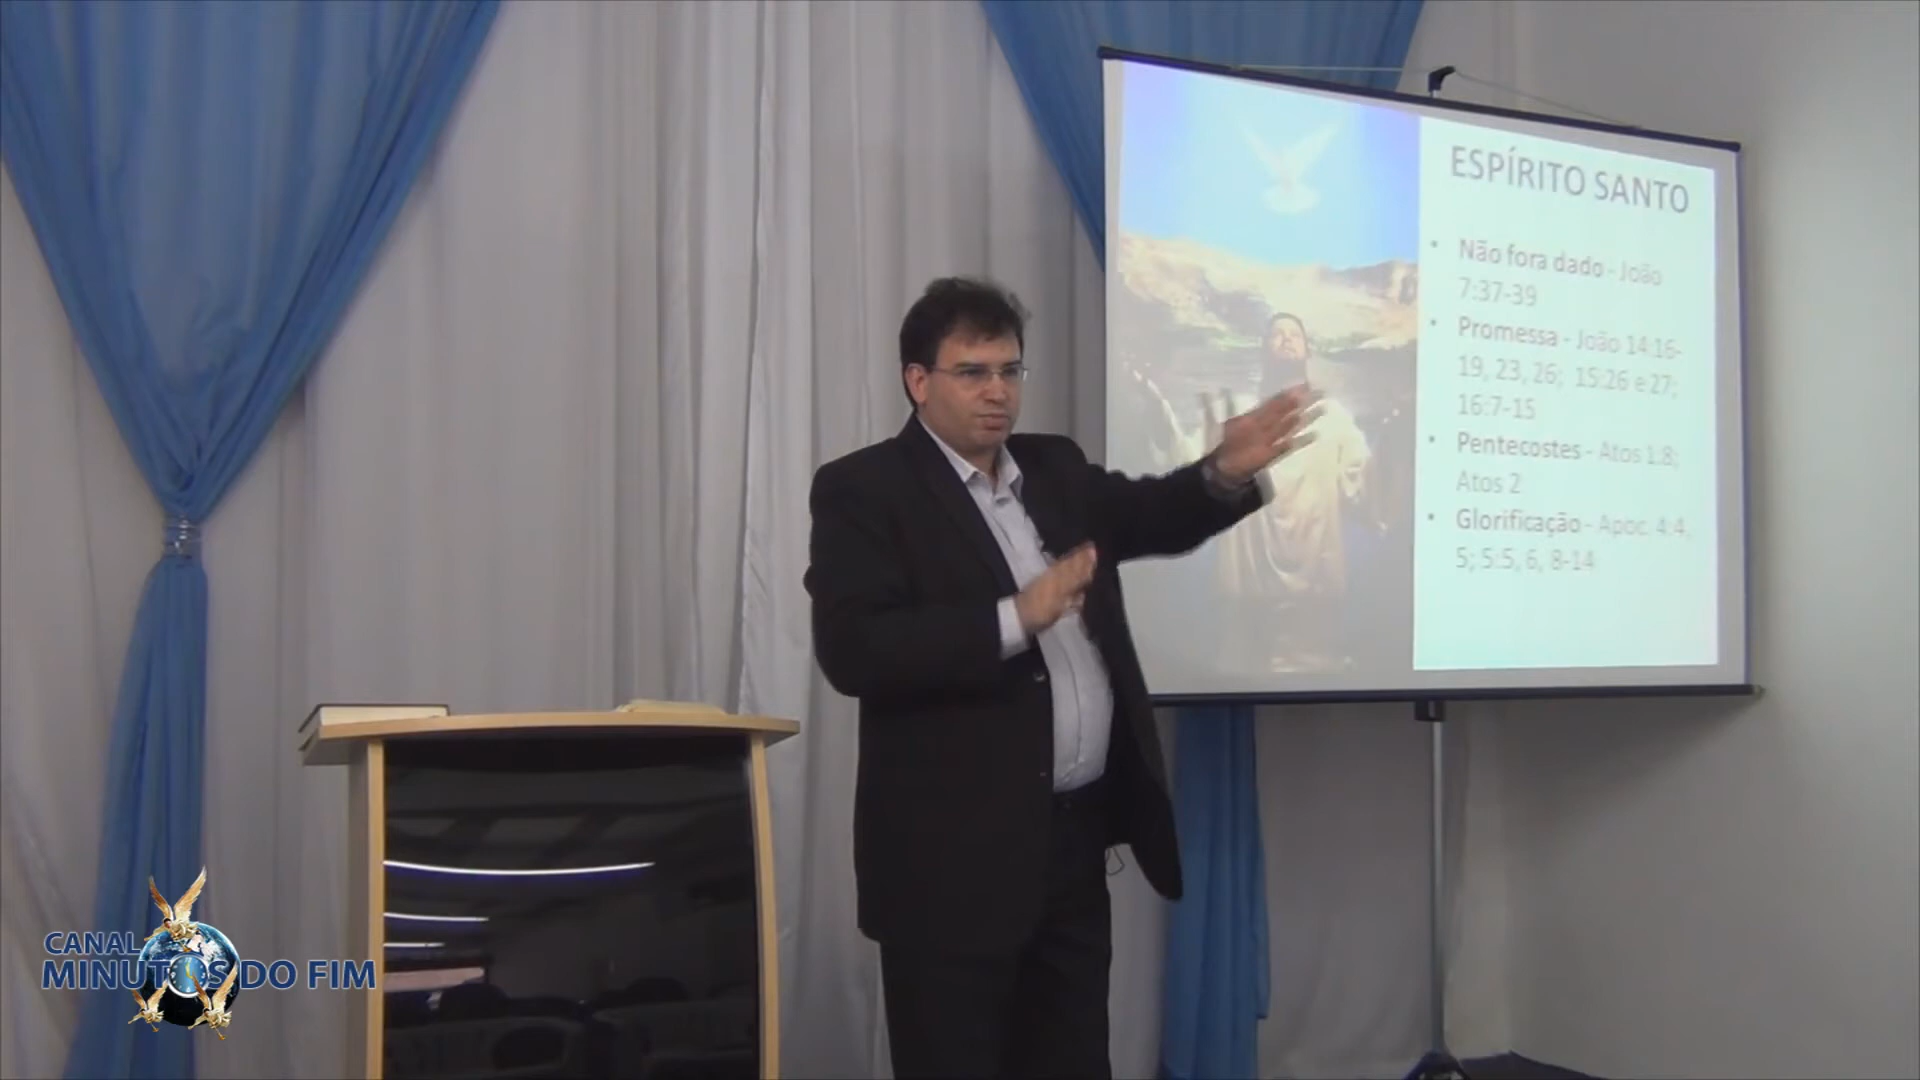 ESPÍRITO SANTO
• Não fora dado - João
7:37-39
• Promessa - João 14:16-
19, 23, 26; 15:26 e 27;
16:7-15
• Pentecostes - Atos 1:8;
Atos 2
• Glorificação - Apoc. 4:4,
5; 5:5, 6, 8-14
CANAL
MINUTOS DO FIM